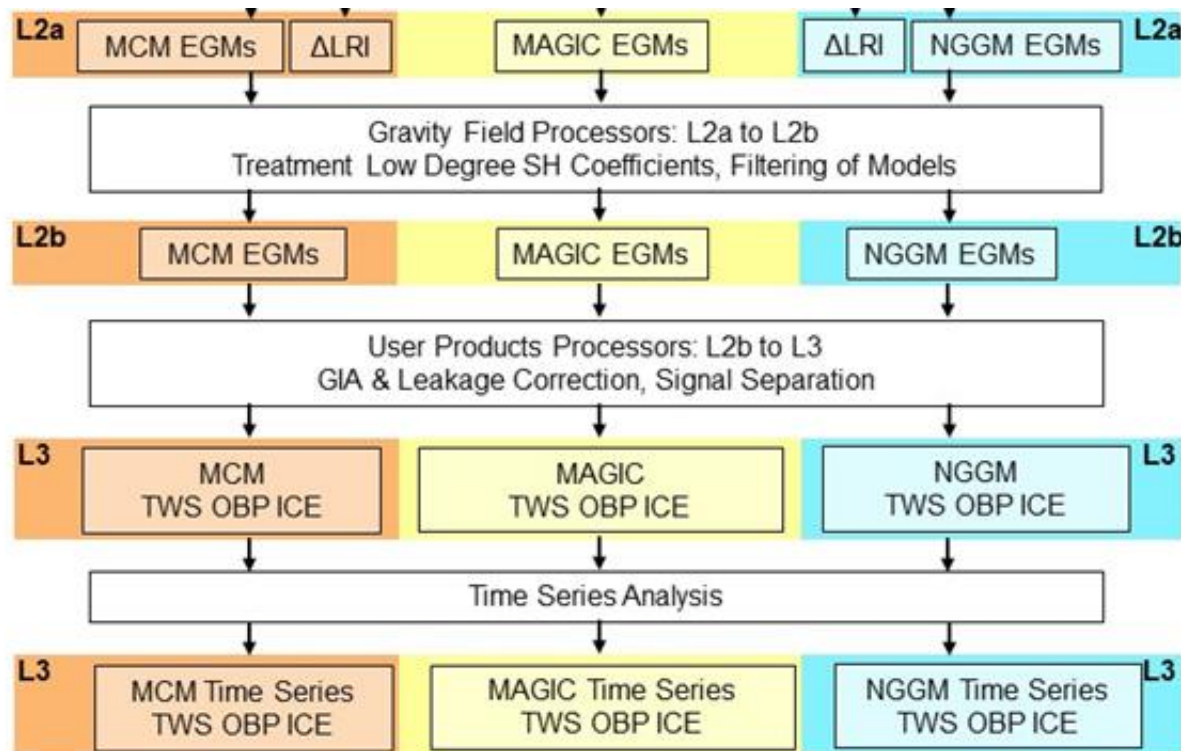 L2a MCM EGMs ΔLRI MAGIC EGMs ΔLRI NGGM EGMs L2a
Gravity Field Processors: L2a to L2b
Treatment Low Degree SH Coefficients, Filtering of Models
L2b MCM EGMs MAGIC EGMs NGGM EGMs L2b
User Products Processors: L2b to L3
GIA & Leakage Correction, Signal Separation
L3 MCM MAGIC NGGM L3
TWS OBP ICE TWS OBP ICE TWS OBP ICE
Time Series Analysis
L3 MCM Time Series MAGIC Time Series NGGM Time Series L3
TWS OBP ICE TWS OBP ICE TWS OBP ICE